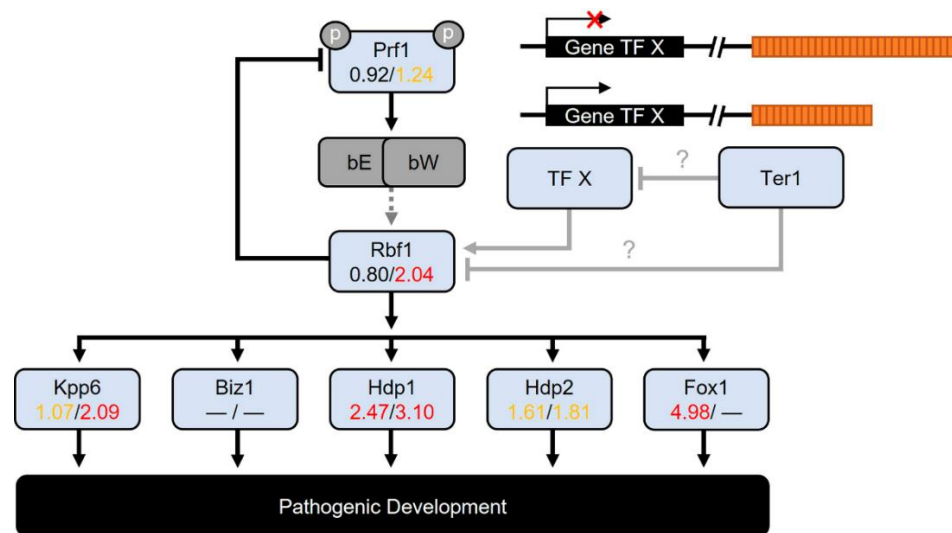 p
p
Prf1
0.92/1.24
Gene TF X
Gene TF X
bE
bW
TF X
?
Ter1
Rbf1
0.80/2.04
?
Kpp6
1.07/2.09
Biz1
— / —
Hdp1
2.47/3.10
Hdp2
1.61/1.81
Fox1
4.98/ —
Pathogenic Development